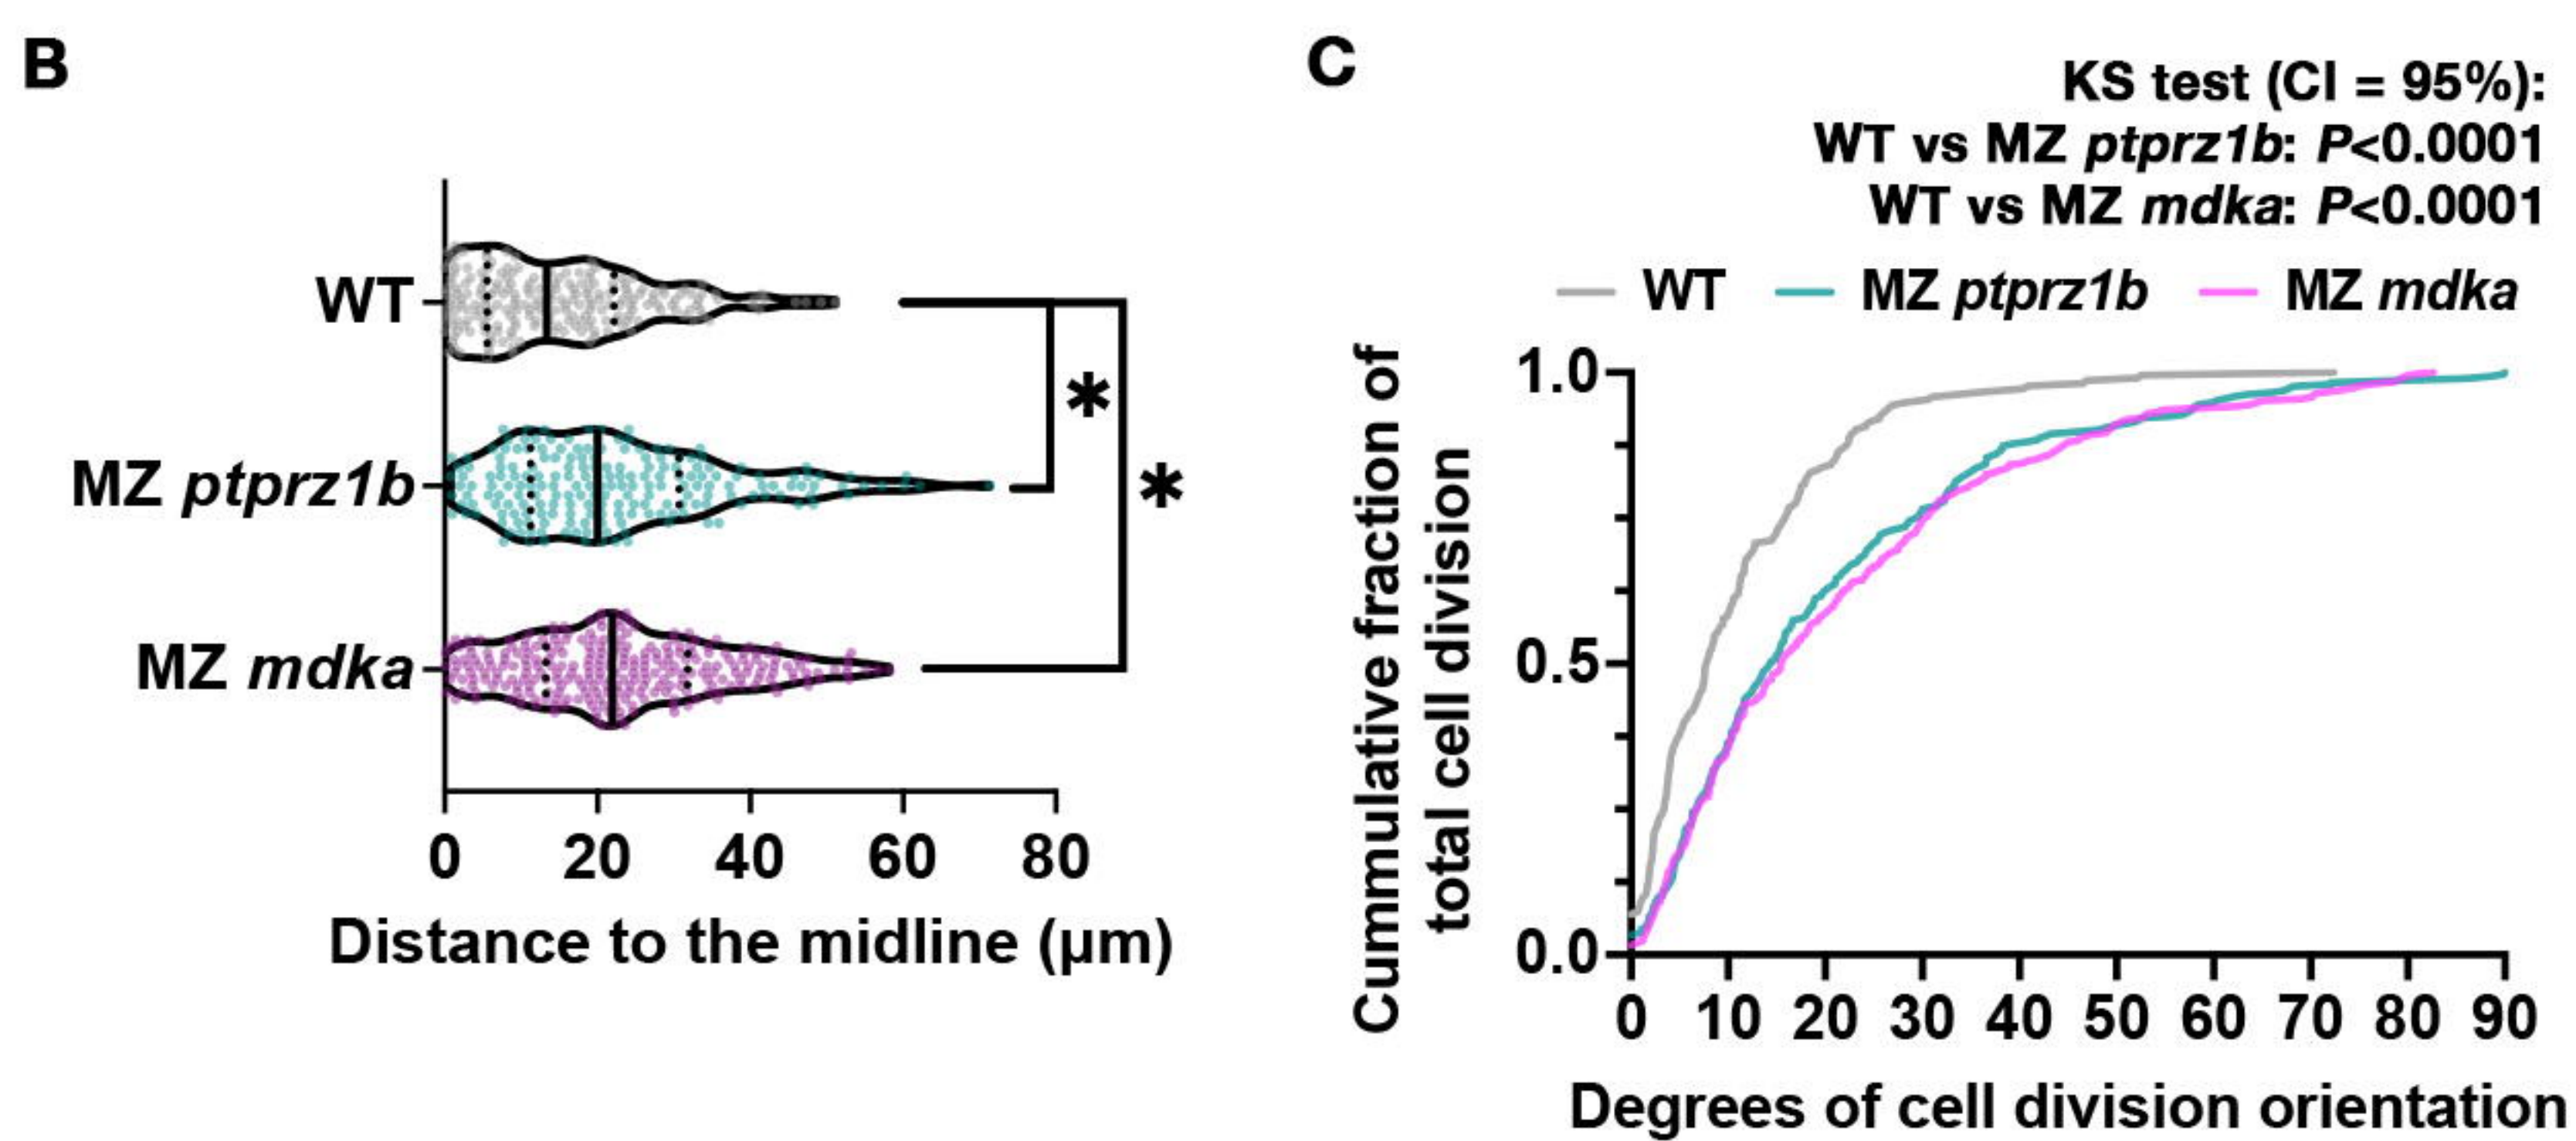 B
WT
MZ ptprz1b
MZ mdka
*
*
0 20 40 60 80
Distance to the midline (µm)
C
KS test (CI = 95%):
WT vs MZ ptprz1b: P<0.0001
WT vs MZ mdka: P<0.0001
WT MZ ptprz1b MZ mdka
Cummulative fraction of
total cell division
1.0
0.5
0.0
0 10 20 30 40 50 60 70 80 90
Degrees of cell division orientation